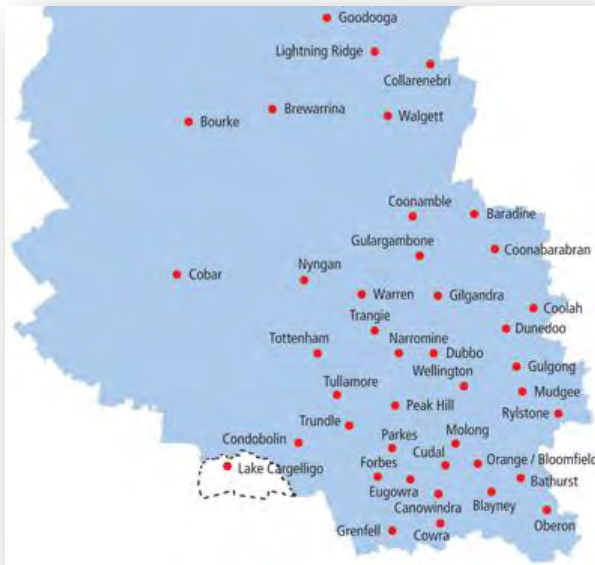 Goodooga
Lightning Ridge
Collarenebri
Brewarrina
Bourke
Walgett
Coonamble
Baradine
Gulargambone
Coonabarabran
Cobar
Nyngan
Warren
Gilgandra
Coolah
Trangie
Dunedoo
Tottenham
Narromine
Dubbo
Wellington
Gulgong
Tullamore
Mudgee
Peak Hill
Rylstone
Trundle
Condobolin
Parkes
Molong
Lake Cargelligo
Forbes
Cudal
Orange / Bloomfield
Bathurst
Eugowra
Canowindra
Blayney
Oberon
Grenfell
Cowra